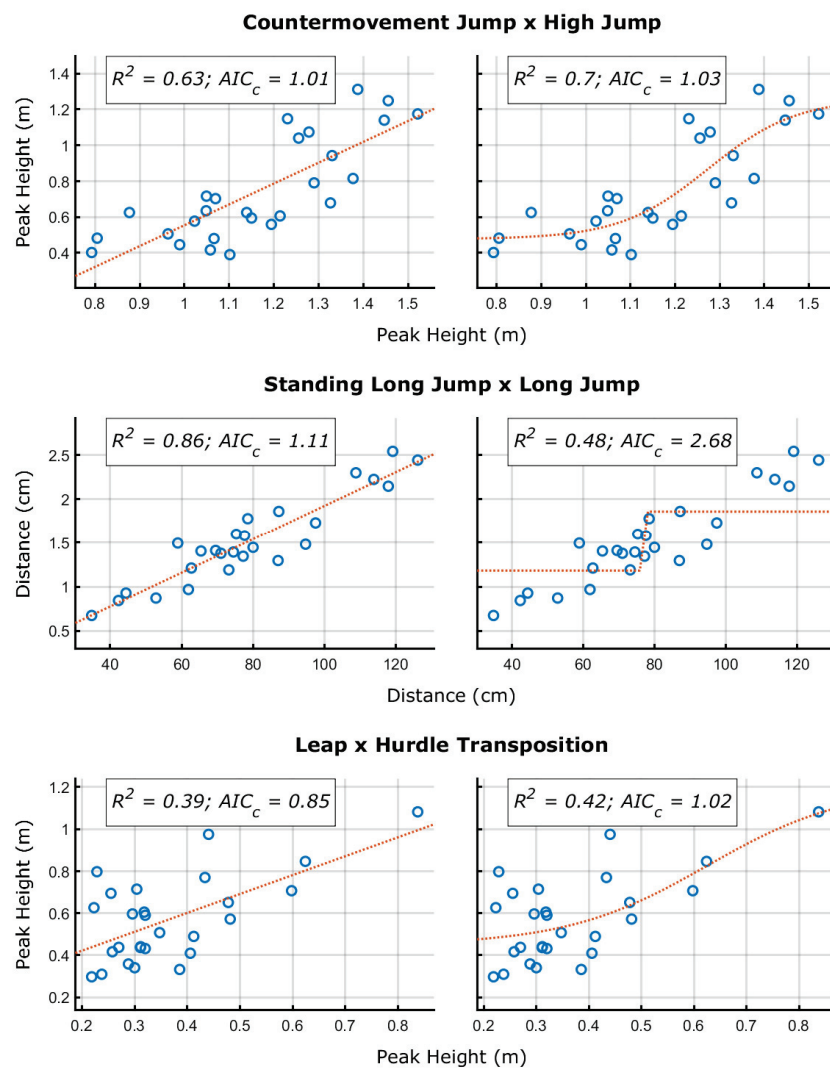 Countermovement Jump x High Jump
R² = 0.63; AIC_c = 1.01
R² = 0.7; AIC_c = 1.03
Peak Height (m)
1.4
1.2
1
0.8
0.6
0.4
0.8 0.9 1 1.1 1.2 1.3 1.4 1.5
0.8 0.9 1 1.1 1.2 1.3 1.4 1.5
Peak Height (m)
Standing Long Jump x Long Jump
R² = 0.86; AIC_c = 1.11
R² = 0.48; AIC_c = 2.68
Distance (cm)
2.5
2
1.5
1
0.5
40 60 80 100 120
40 60 80 100 120
Distance (cm)
Leap x Hurdle Transposition
R² = 0.39; AIC_c = 0.85
R² = 0.42; AIC_c = 1.02
Peak Height (m)
1.2
1
0.8
0.6
0.4
0.2
0.2 0.3 0.4 0.5 0.6 0.7 0.8
0.2 0.3 0.4 0.5 0.6 0.7 0.8
Peak Height (m)